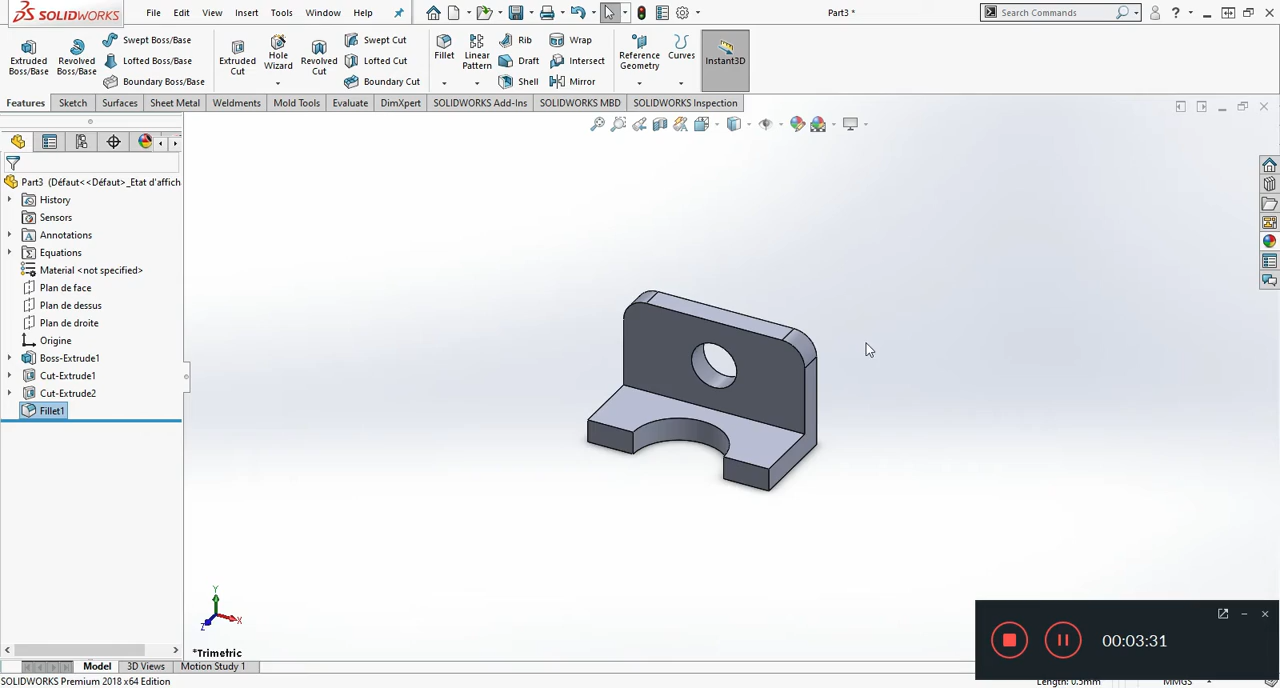 SOLIDWORKS File Edit View Insert Tools Window Help Part3 * Search Commands
Extruded Boss/Base
Revolved Boss/Base
Swept Boss/Base
Lofted Boss/Base
Boundary Boss/Base
Extruded Cut
Hole Wizard
Revolved Cut
Swept Cut
Lofted Cut
Boundary Cut
Fillet
Linear Pattern
Rib
Draft
Shell
Wrap
Intersect
Mirror
Reference Geometry
Curves
Instant3D
Features Sketch Surfaces Sheet Metal Weldments Mold Tools Evaluate DimXpert SOLIDWORKS Add-Ins SOLIDWORKS MBD SOLIDWORKS Inspection
Part3 (Défaut<<Défaut>_Etat d'affich
History
Sensors
Annotations
Equations
Material <not specified>
Plan de face
Plan de dessus
Plan de droite
Origine
Boss-Extrude1
Cut-Extrude1
Cut-Extrude2
Fillet1
Y
X
Z
*Trimetric
00:03:31
Model 3D Views Motion Study 1
SOLIDWORKS Premium 2018 x64 Edition